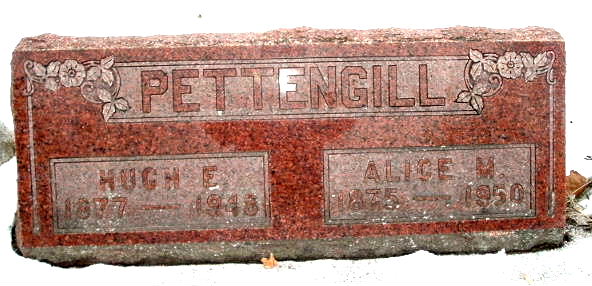 PETTENGILL
HUGH E.
1877 — 1948
ALICE M.
1875 — 1950